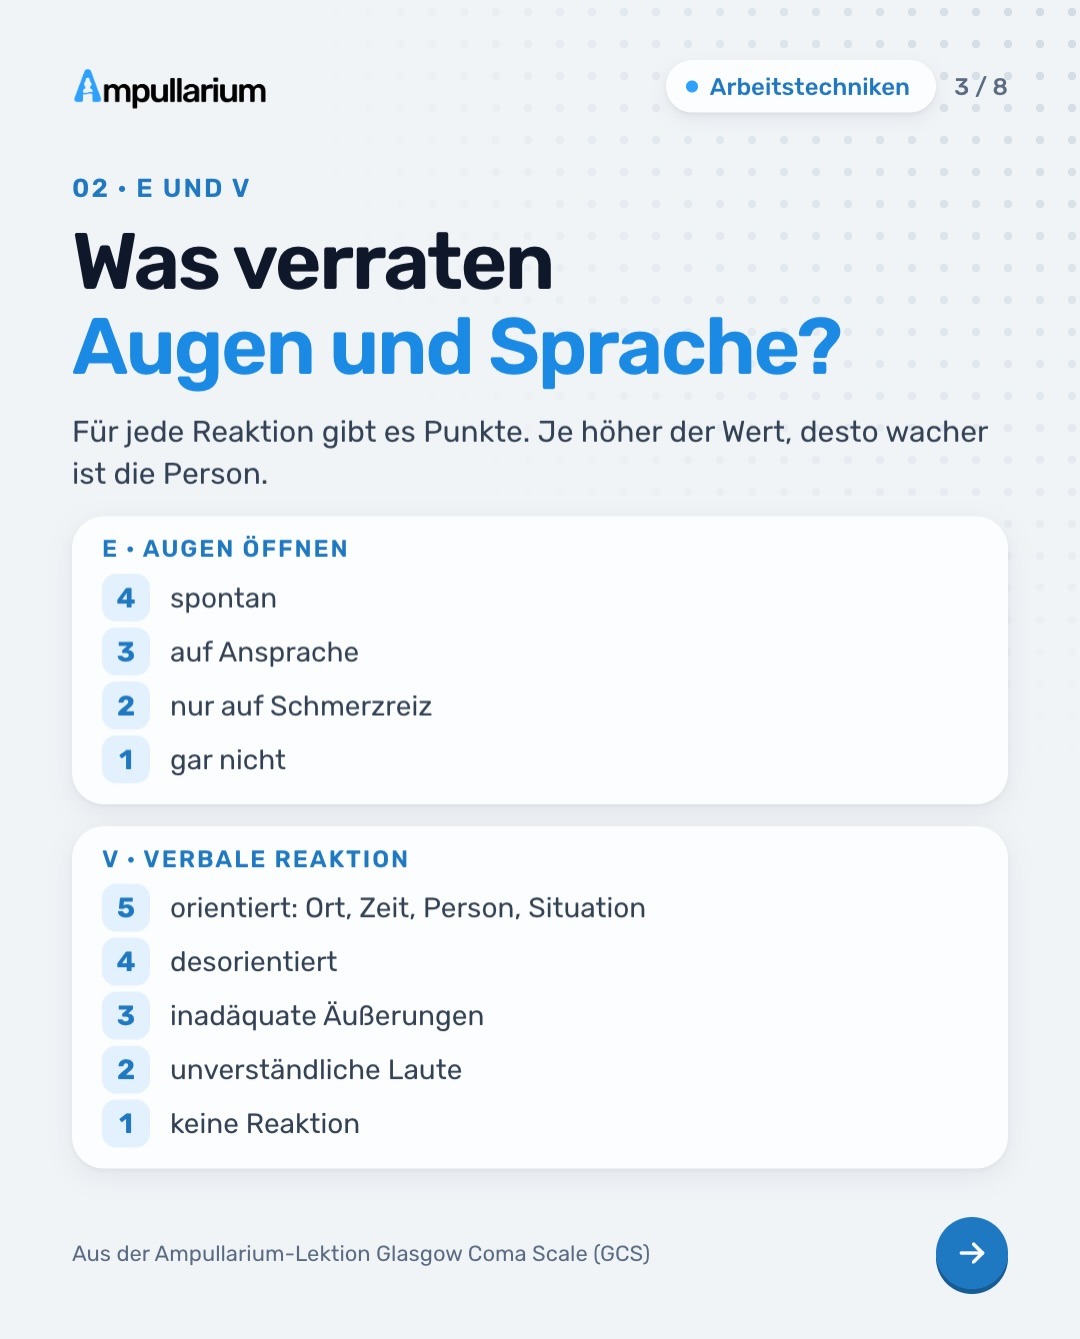 Ampullarium
Arbeitstechniken
3 / 8
02 • E UND V
Was verraten
Augen und Sprache?
Für jede Reaktion gibt es Punkte. Je höher der Wert, desto wacher
ist die Person.
E • AUGEN ÖFFNEN
4 spontan
3 auf Ansprache
2 nur auf Schmerzreiz
1 gar nicht
V • VERBALE REAKTION
5 orientiert: Ort, Zeit, Person, Situation
4 desorientiert
3 inadäquate Äußerungen
2 unverständliche Laute
1 keine Reaktion
Aus der Ampullarium-Lektion Glasgow Coma Scale (GCS)